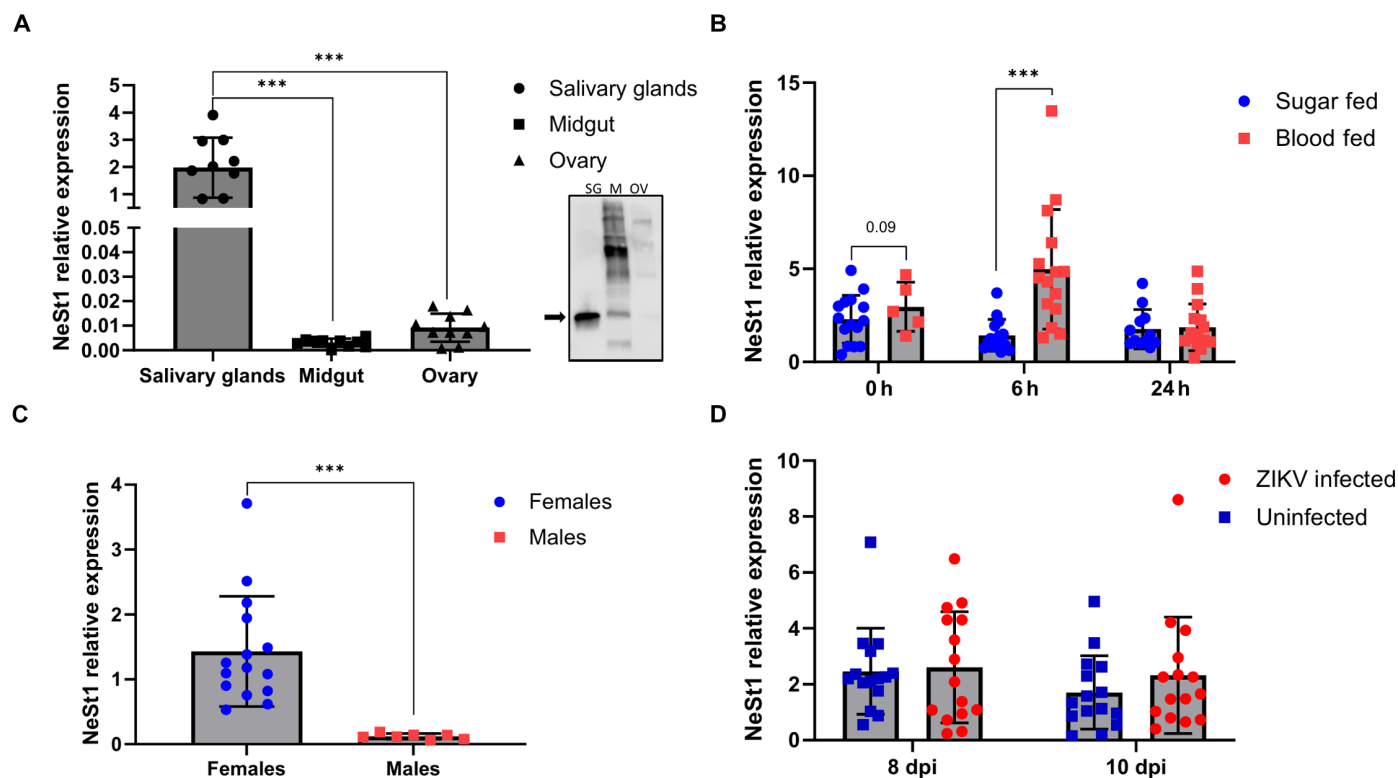 A
NeSt1 relative expression
5
4
3
2
1
0.05
0.04
0.03
0.02
0.01
0.00
***
***
Salivary glands
Midgut
Ovary
Salivary glands
Midgut
Ovary
SG M OV
B
NeSt1 relative expression
15
10
5
0
0.09
***
Sugar fed
Blood fed
0 h
6 h
24 h
C
NeSt1 relative expression
4
3
2
1
0
***
Females
Males
Females
Males
D
NeSt1 relative expression
10
8
6
4
2
0
ZIKV infected
Uninfected
8 dpi
10 dpi